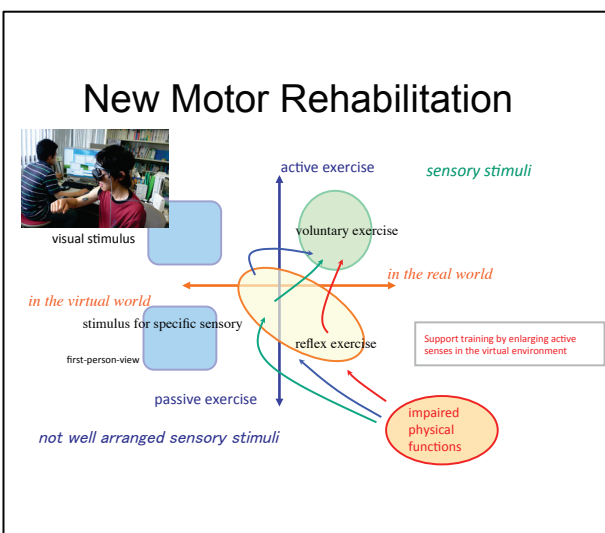 New Motor Rehabilitation
active exercise
sensory stimuli
visual stimulus
voluntary exercise
in the real world
in the virtual world
stimulus for specific sensory
reflex exercise
Support training by enlarging active
senses in the virtual environment
first-person-view
passive exercise
impaired
physical
functions
not well arranged sensory stimuli